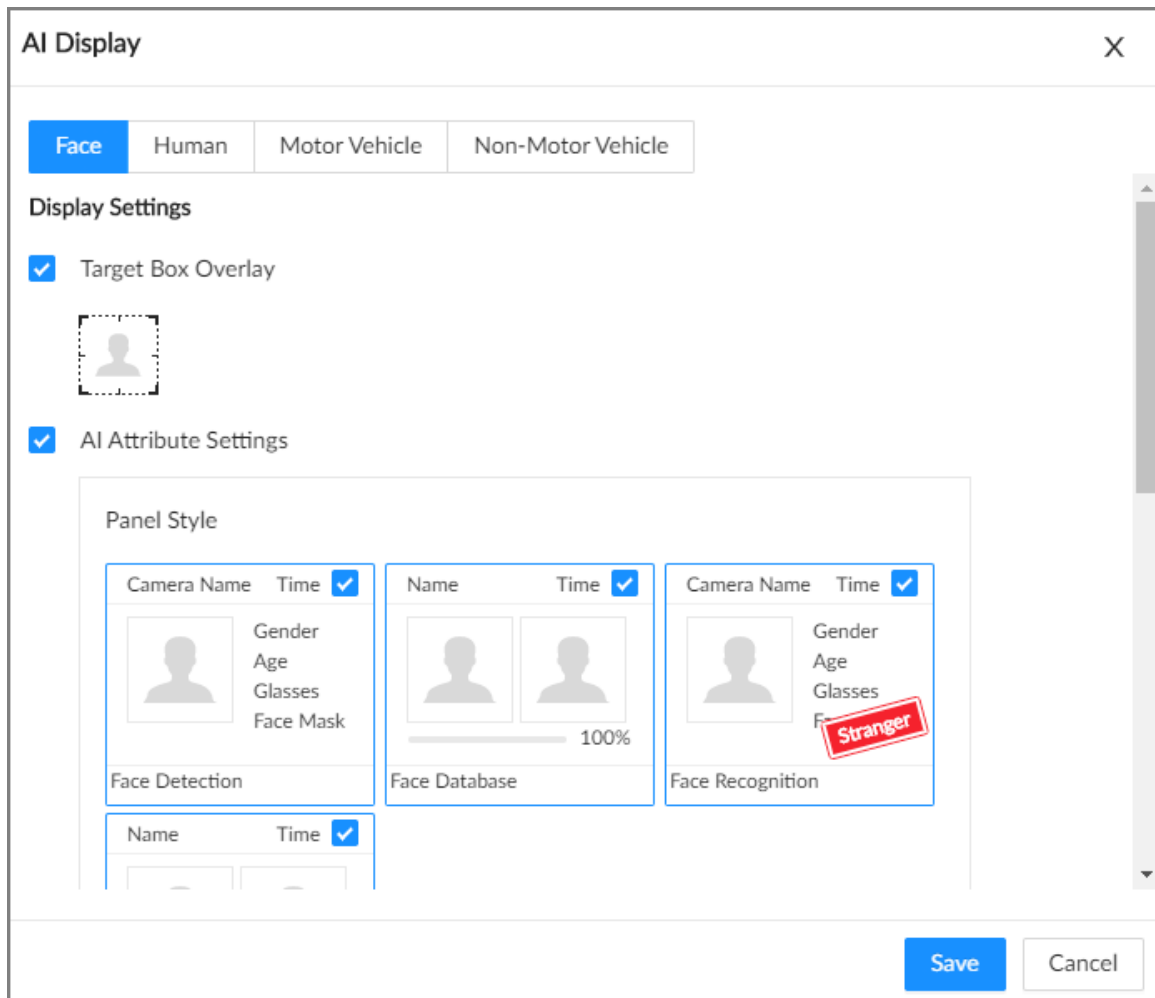 AI Display
X
Face Human Motor Vehicle Non-Motor Vehicle
Display Settings
Target Box Overlay
AI Attribute Settings
Panel Style
Camera Name Time Name Time Camera Name Time
Gender Gender
Age Age
Glasses Glasses
Face Mask
Stranger
100%
Face Detection Face Database Face Recognition
Name Time
Save Cancel